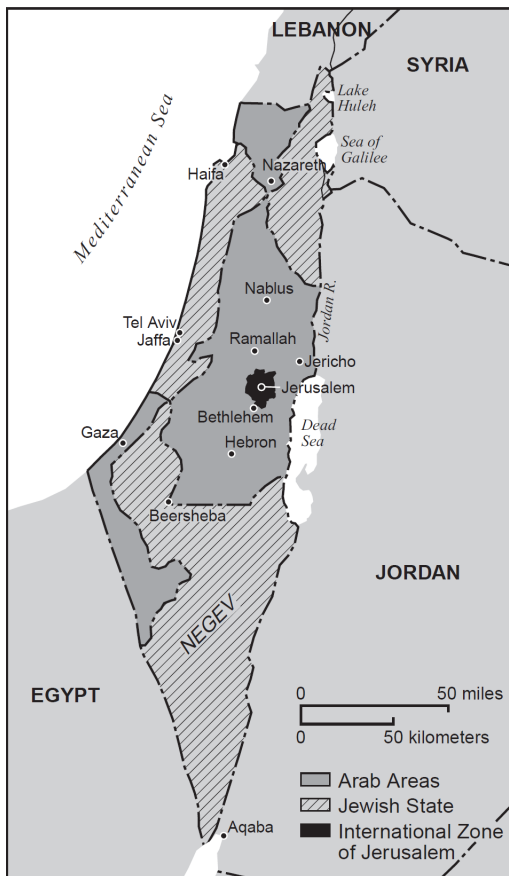 LEBANON
SYRIA
Lake
Huleh
Sea of
Galilee
Mediterranean Sea
Haifa
Nazareth
Nablus
Jordan R.
Tel Aviv
Jaffa
Ramallah
Jericho
Jerusalem
Bethlehem
Dead
Sea
Gaza
Hebron
Beersheba
JORDAN
NEGEV
EGYPT
0 50 miles
0 50 kilometers
Arab Areas
Jewish State
International Zone
of Jerusalem
Aqaba